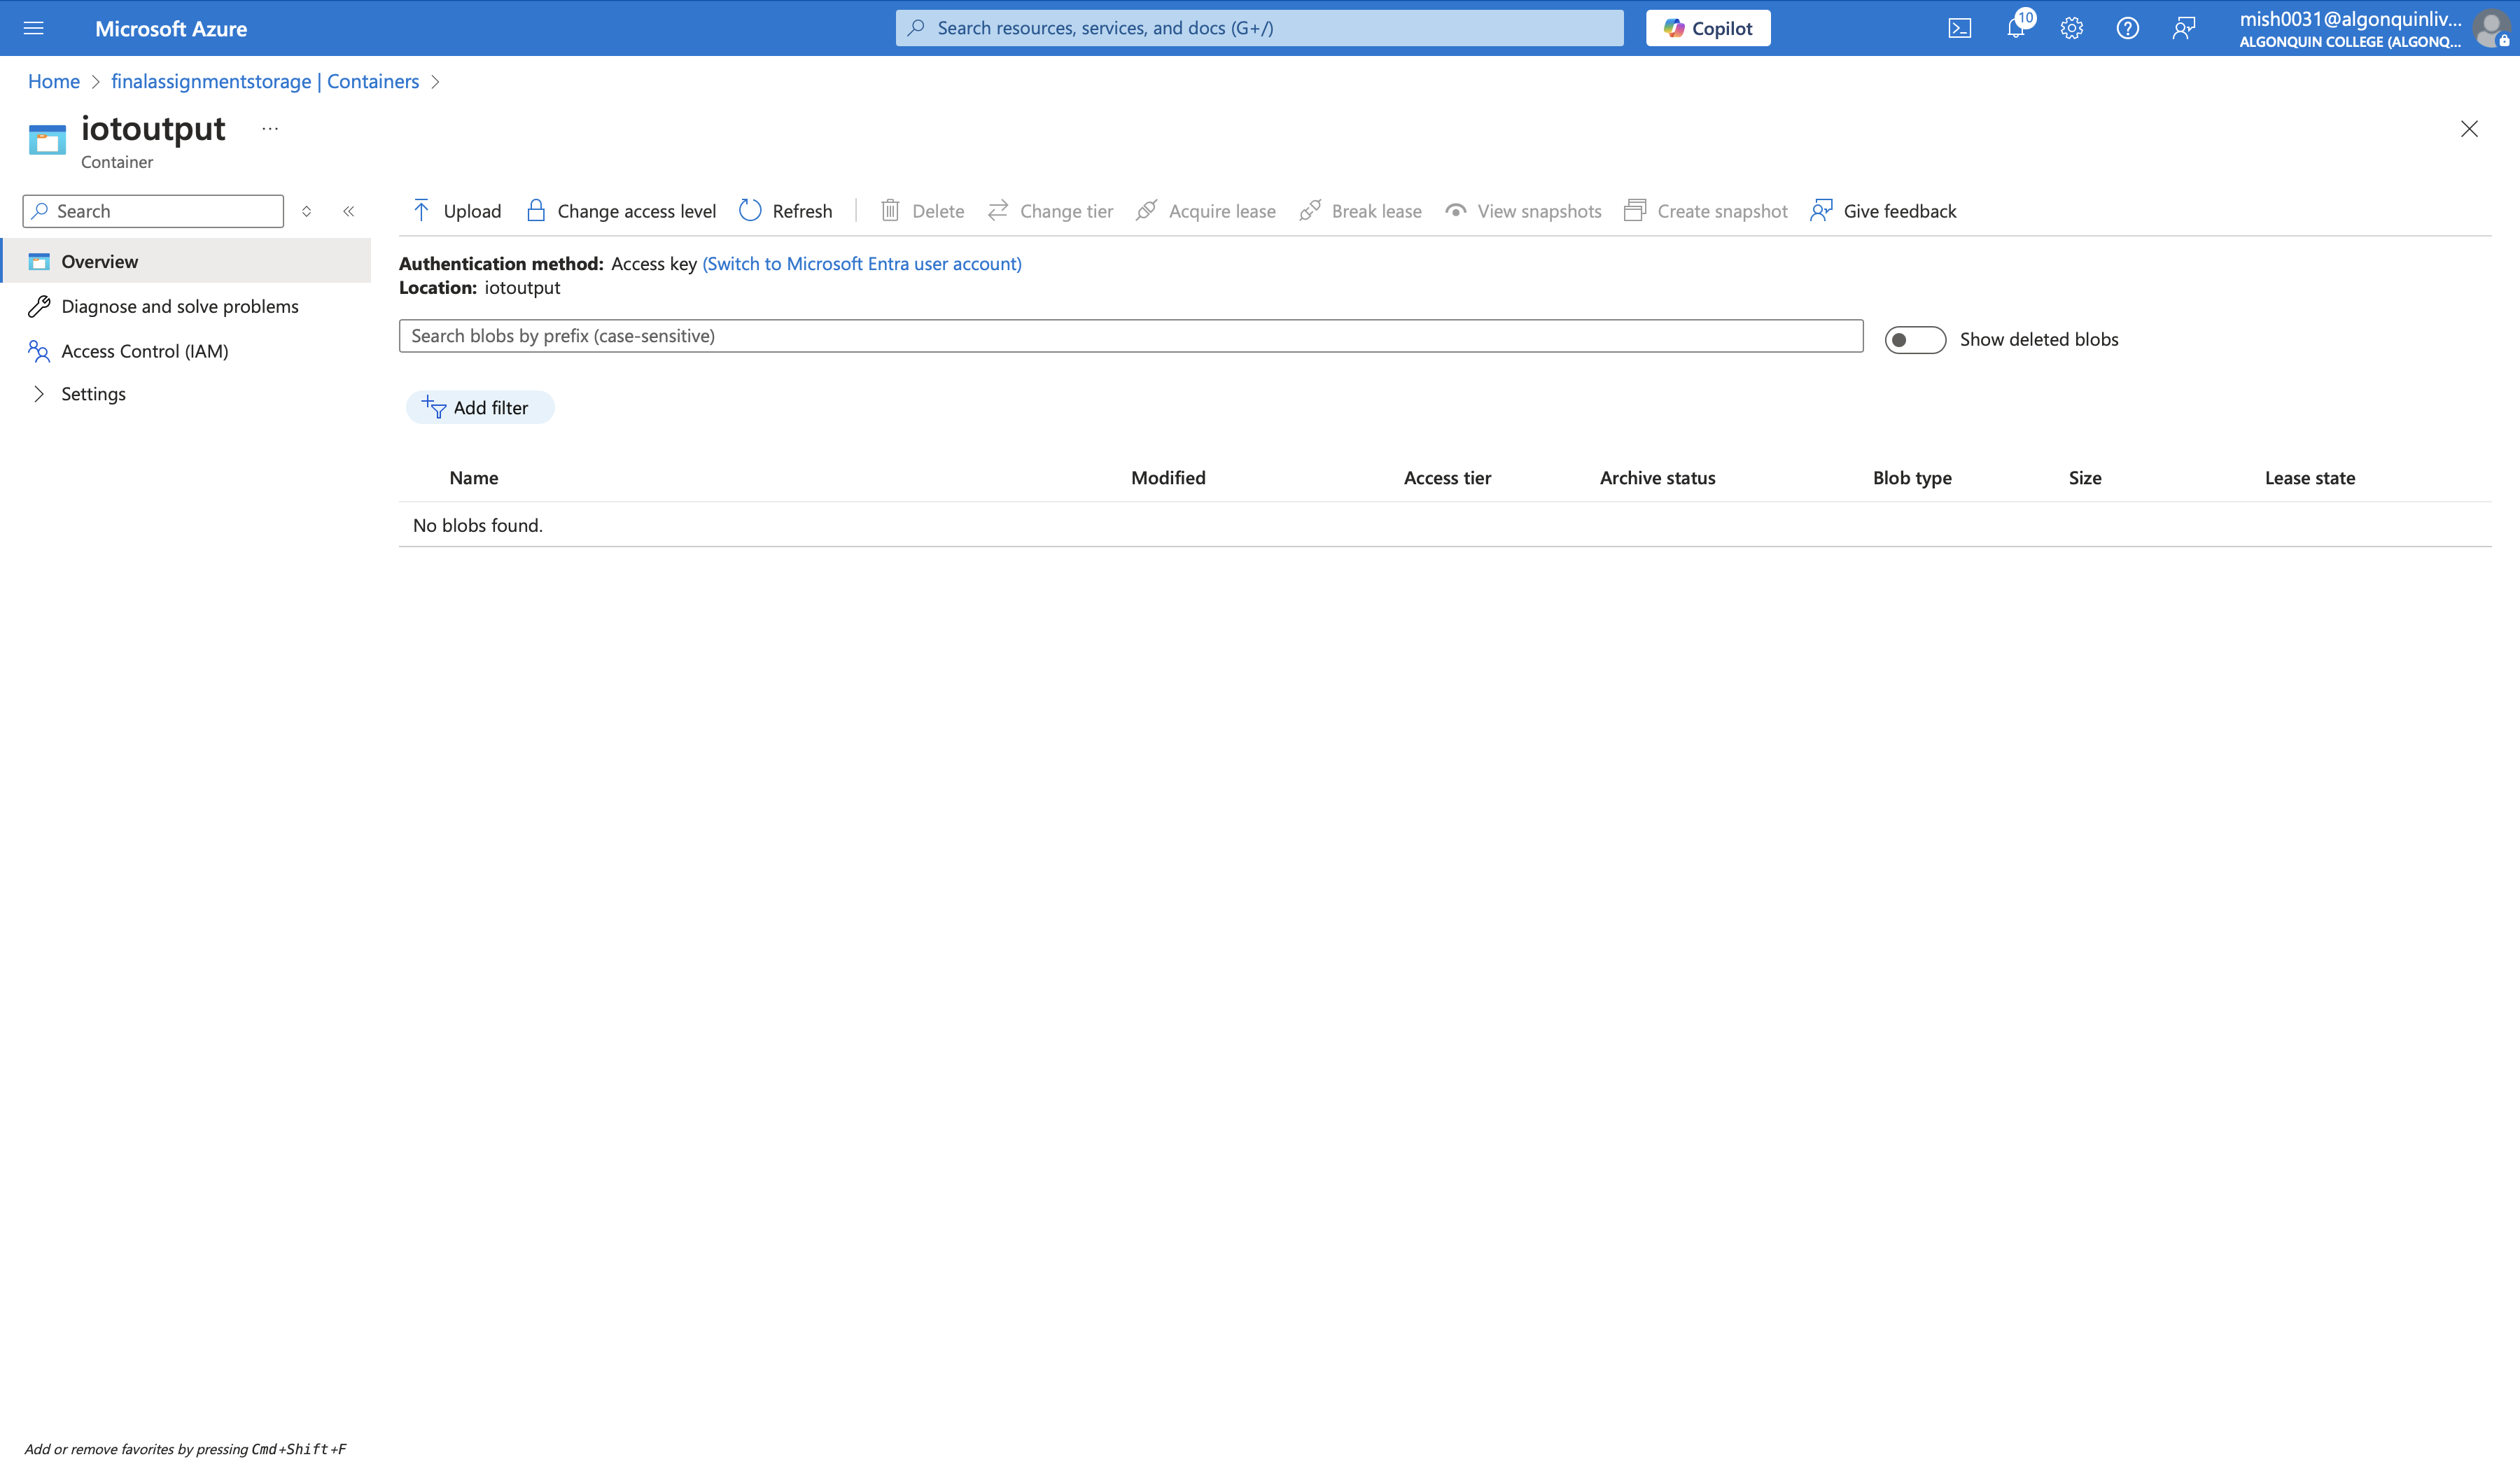 Microsoft Azure
Search resources, services, and docs (G+/)
Copilot
10
mish0031@algonquinliv...
ALGONQUIN COLLEGE (ALGONQ...
Home > finalassignmentstorage | Containers >
iotoutput ...
Container
Search
Upload
Change access level
Refresh
Delete
Change tier
Acquire lease
Break lease
View snapshots
Create snapshot
Give feedback
Overview
Diagnose and solve problems
Access Control (IAM)
Settings
Authentication method: Access key (Switch to Microsoft Entra user account)
Location: iotoutput
Search blobs by prefix (case-sensitive)
Show deleted blobs
Add filter
Name Modified Access tier Archive status Blob type Size Lease state
No blobs found.
Add or remove favorites by pressing Cmd+Shift+F